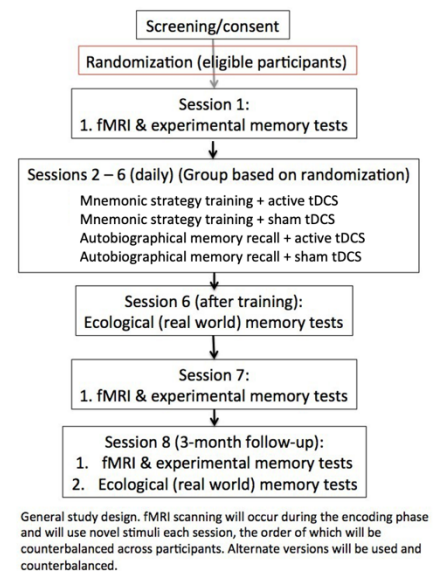 Screening/consent
Randomization (eligible participants)
Session 1:
1. fMRI & experimental memory tests
Sessions 2 – 6 (daily) (Group based on randomization)
Mnemonic strategy training + active tDCS
Mnemonic strategy training + sham tDCS
Autobiographical memory recall + active tDCS
Autobiographical memory recall + sham tDCS
Session 6 (after training):
Ecological (real world) memory tests
Session 7:
1. fMRI & experimental memory tests
Session 8 (3-month follow-up):
1. fMRI & experimental memory tests
2. Ecological (real world) memory tests
General study design. fMRI scanning will occur during the encoding phase
and will use novel stimuli each session, the order of which will be
counterbalanced across participants. Alternate versions will be used and
counterbalanced.